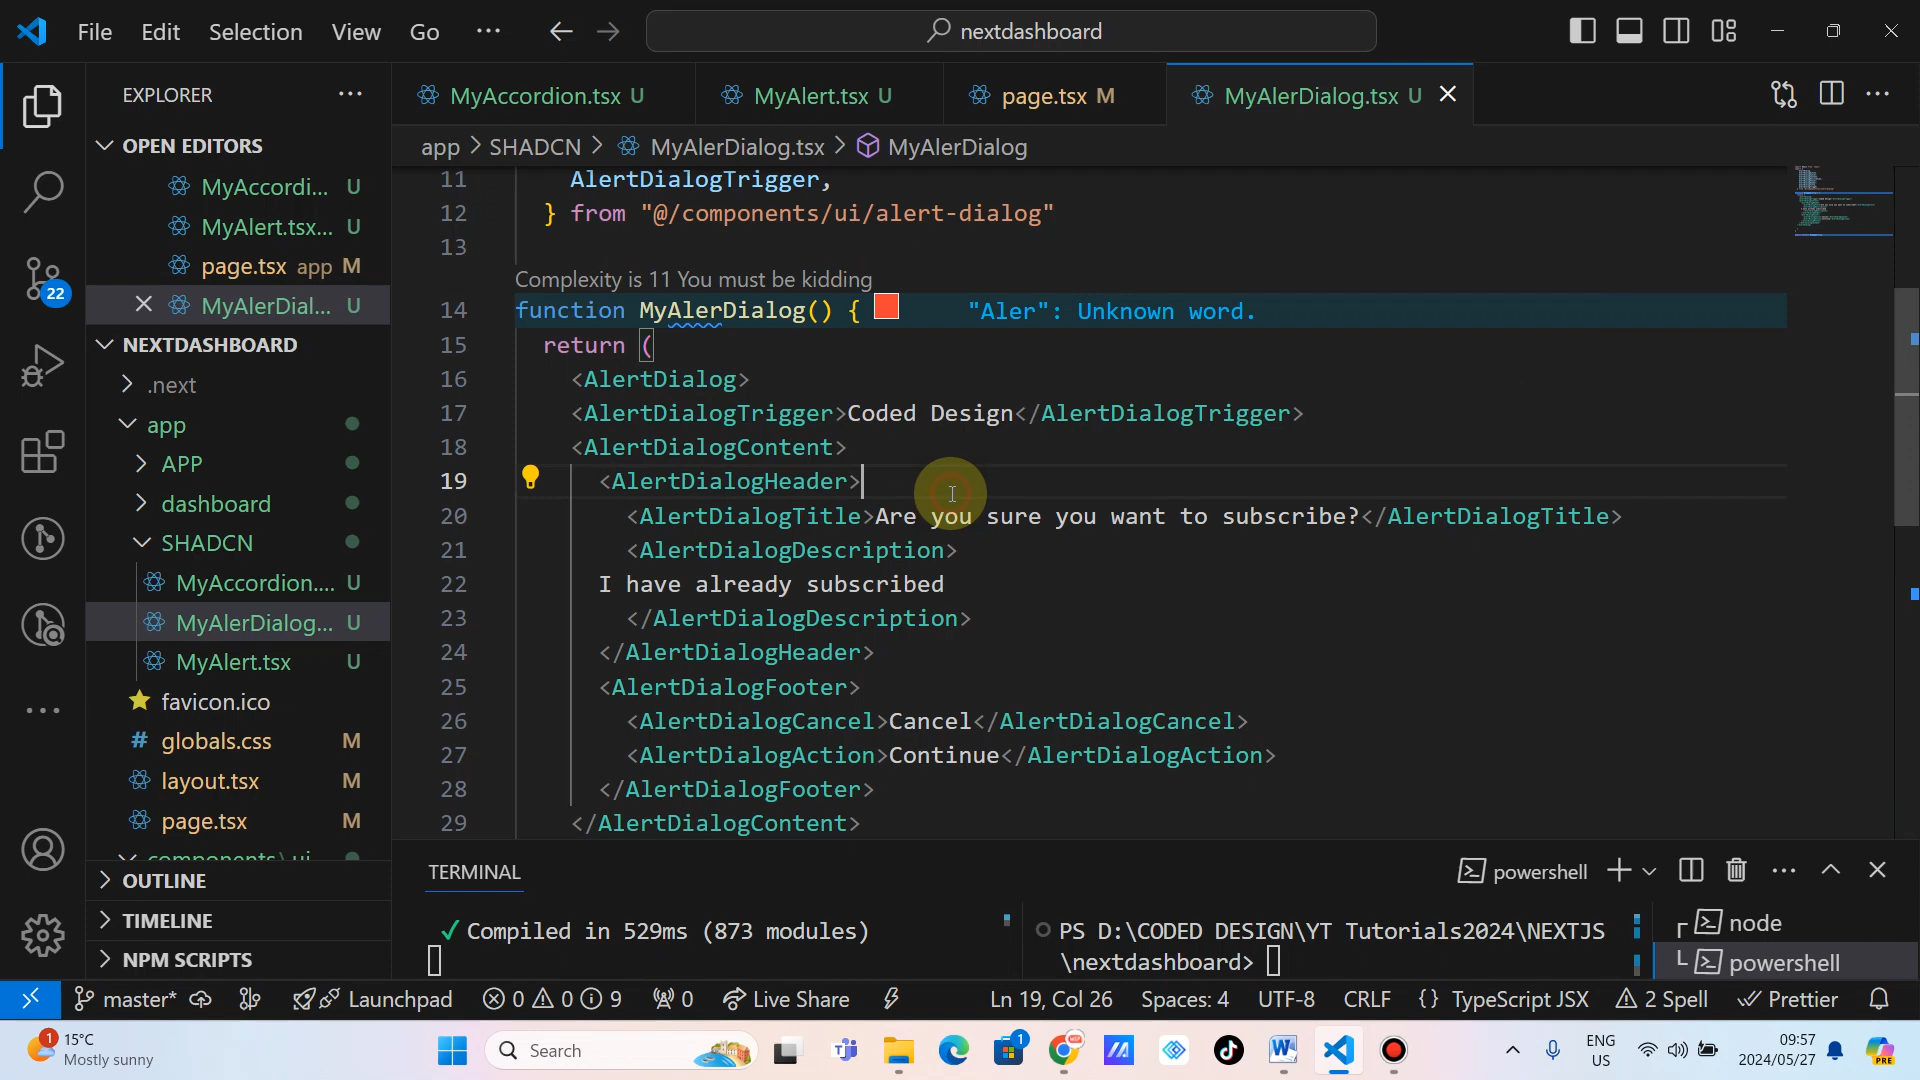 File Edit Selection View Go ··· nextdashboard
EXPLORER ···
OPEN EDITORS
MyAccordi... U
MyAlert.tsx... U
page.tsx app M
MyAlerDial... U
NEXTDASHBOARD
.next
app
APP
dashboard
SHADCN
MyAccordion.... U
MyAlerDialog... U
MyAlert.tsx U
favicon.ico
# globals.css M
layout.tsx M
page.tsx M
components\ui
OUTLINE
TIMELINE
NPM SCRIPTS
22
MyAccordion.tsx U MyAlert.tsx U page.tsx M MyAlerDialog.tsx U
app > SHADCN > MyAlerDialog.tsx > MyAlerDialog
11 AlertDialogTrigger,
12 } from "@/components/ui/alert-dialog"
13
Complexity is 11 You must be kidding
14 function MyAlerDialog() { "Aler": Unknown word.
15 return (
16 <AlertDialog>
17 <AlertDialogTrigger>Coded Design</AlertDialogTrigger>
18 <AlertDialogContent>
19 <AlertDialogHeader>
20 <AlertDialogTitle>Are you sure you want to subscribe?</AlertDialogTitle>
21 <AlertDialogDescription>
22 I have already subscribed
23 </AlertDialogDescription>
24 </AlertDialogHeader>
25 <AlertDialogFooter>
26 <AlertDialogCancel>Cancel</AlertDialogCancel>
27 <AlertDialogAction>Continue</AlertDialogAction>
28 </AlertDialogFooter>
29 </AlertDialogContent>
TERMINAL powershell
✓ Compiled in 529ms (873 modules)
PS D:\CODED DESIGN\YT Tutorials2024\NEXTJS
\nextdashboard>
node
powershell
master* Launchpad 0 0 9 0 Live Share Ln 19, Col 26 Spaces: 4 UTF-8 CRLF {} TypeScript JSX 2 Spell Prettier
1 15°C
Mostly sunny
Search
1
ENG
US
09:57
2024/05/27
PRE